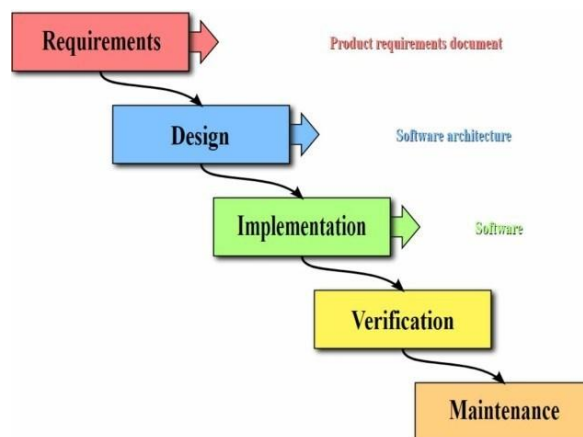 Requirements
Product requirements document
Design
Software architecture
Implementation
Software
Verification
Maintenance